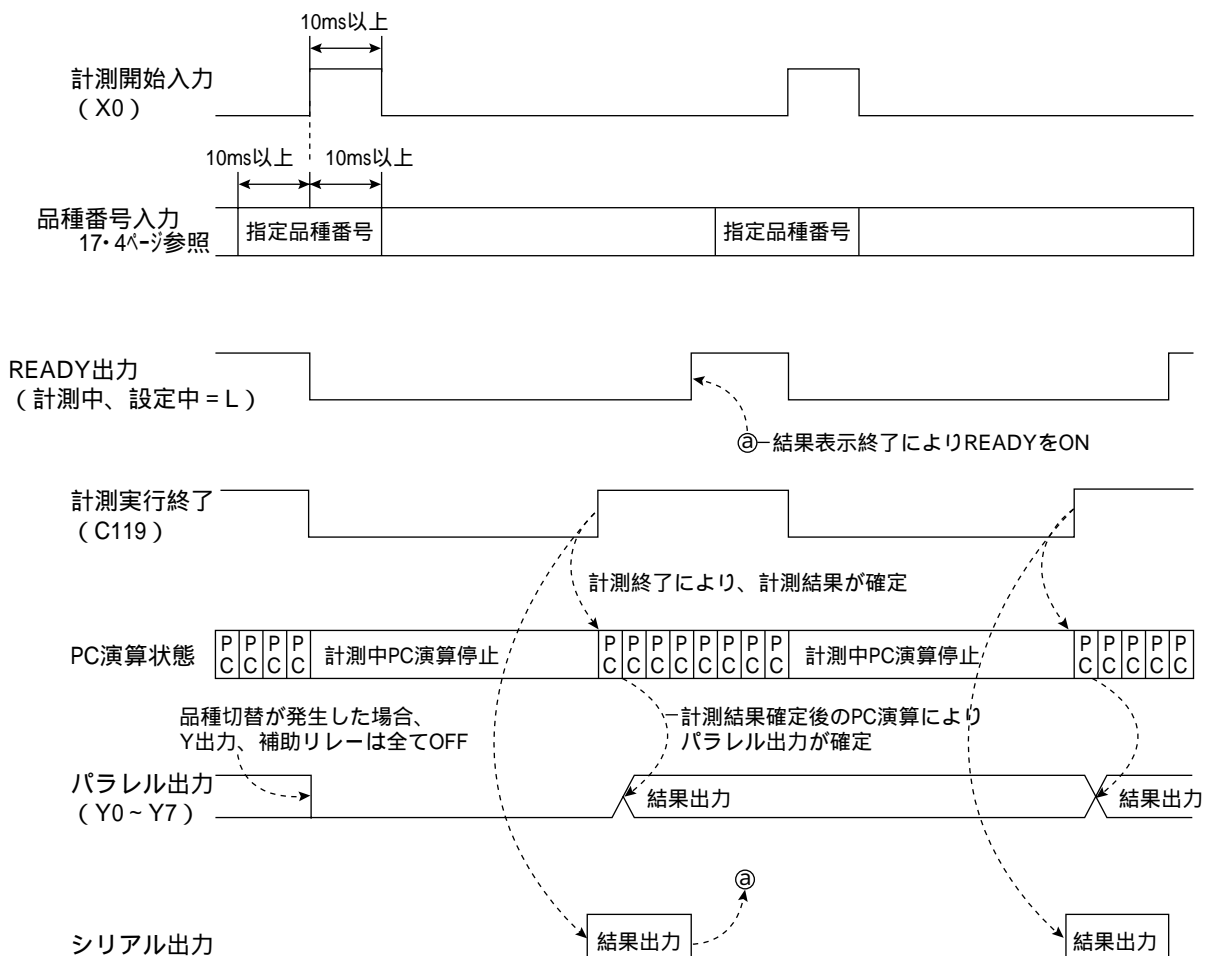 10ms以上
計測開始入力
（X0）
10ms以上 10ms以上
品種番号入力
17・4ページ参照
指定品種番号 指定品種番号
READY出力
（計測中、設定中＝L）
ⓐ 結果表示終了によりREADYをON
計測実行終了
（C119）
計測終了により、計測結果が確定
PC演算状態 PC PC PC PC 計測中PC演算停止 PC PC PC PC PC PC PC PC 計測中PC演算停止 PC PC PC PC PC
品種切替が発生した場合、
Y出力、補助リレーは全てOFF
計測結果確定後のPC演算により
パラレル出力が確定
パラレル出力
（Y0～Y7）
結果出力 結果出力
ⓐ
シリアル出力 結果出力 結果出力